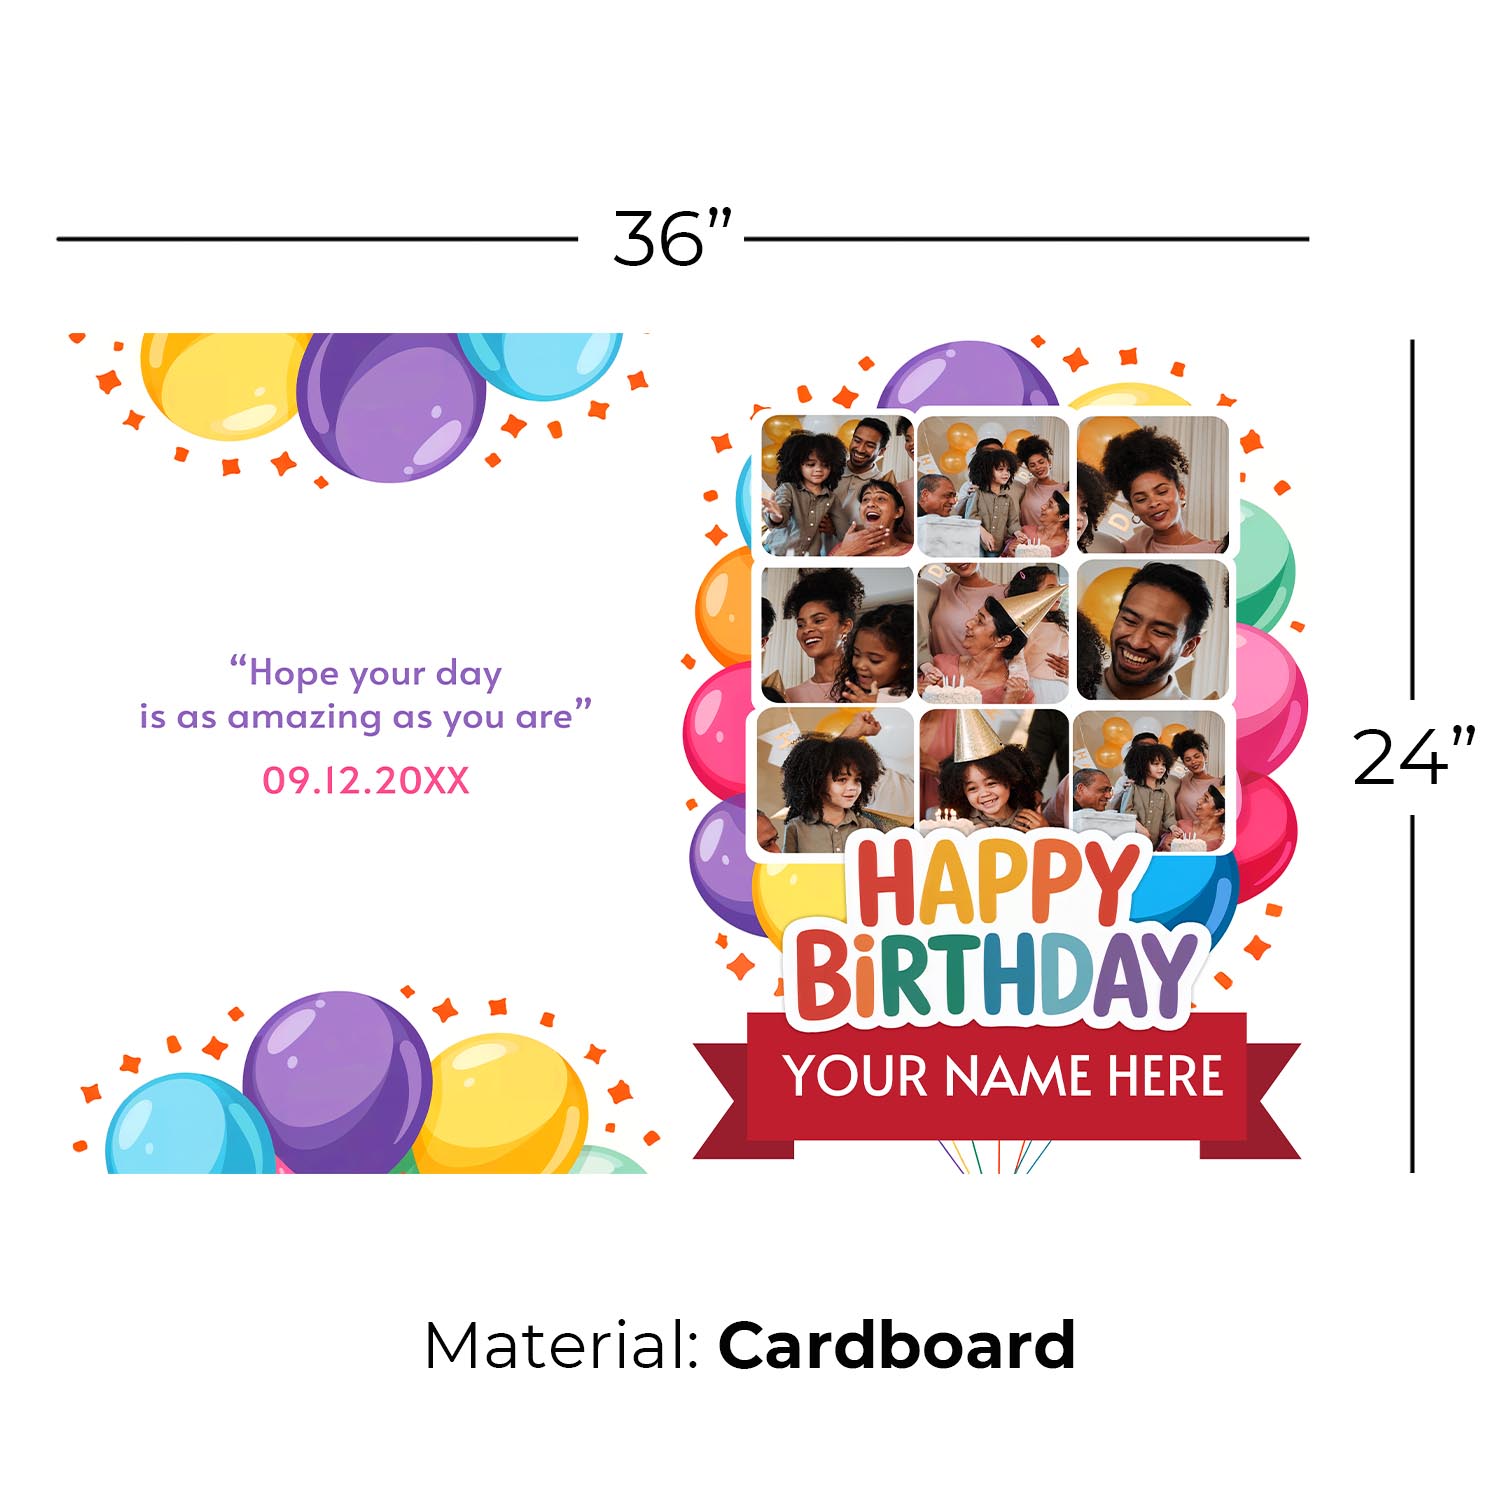 36”
“Hope your day
is as amazing as you are”
09.12.20XX
HAPPY
BiRTHDAY
YOUR NAME HERE
24”
Material: Cardboard